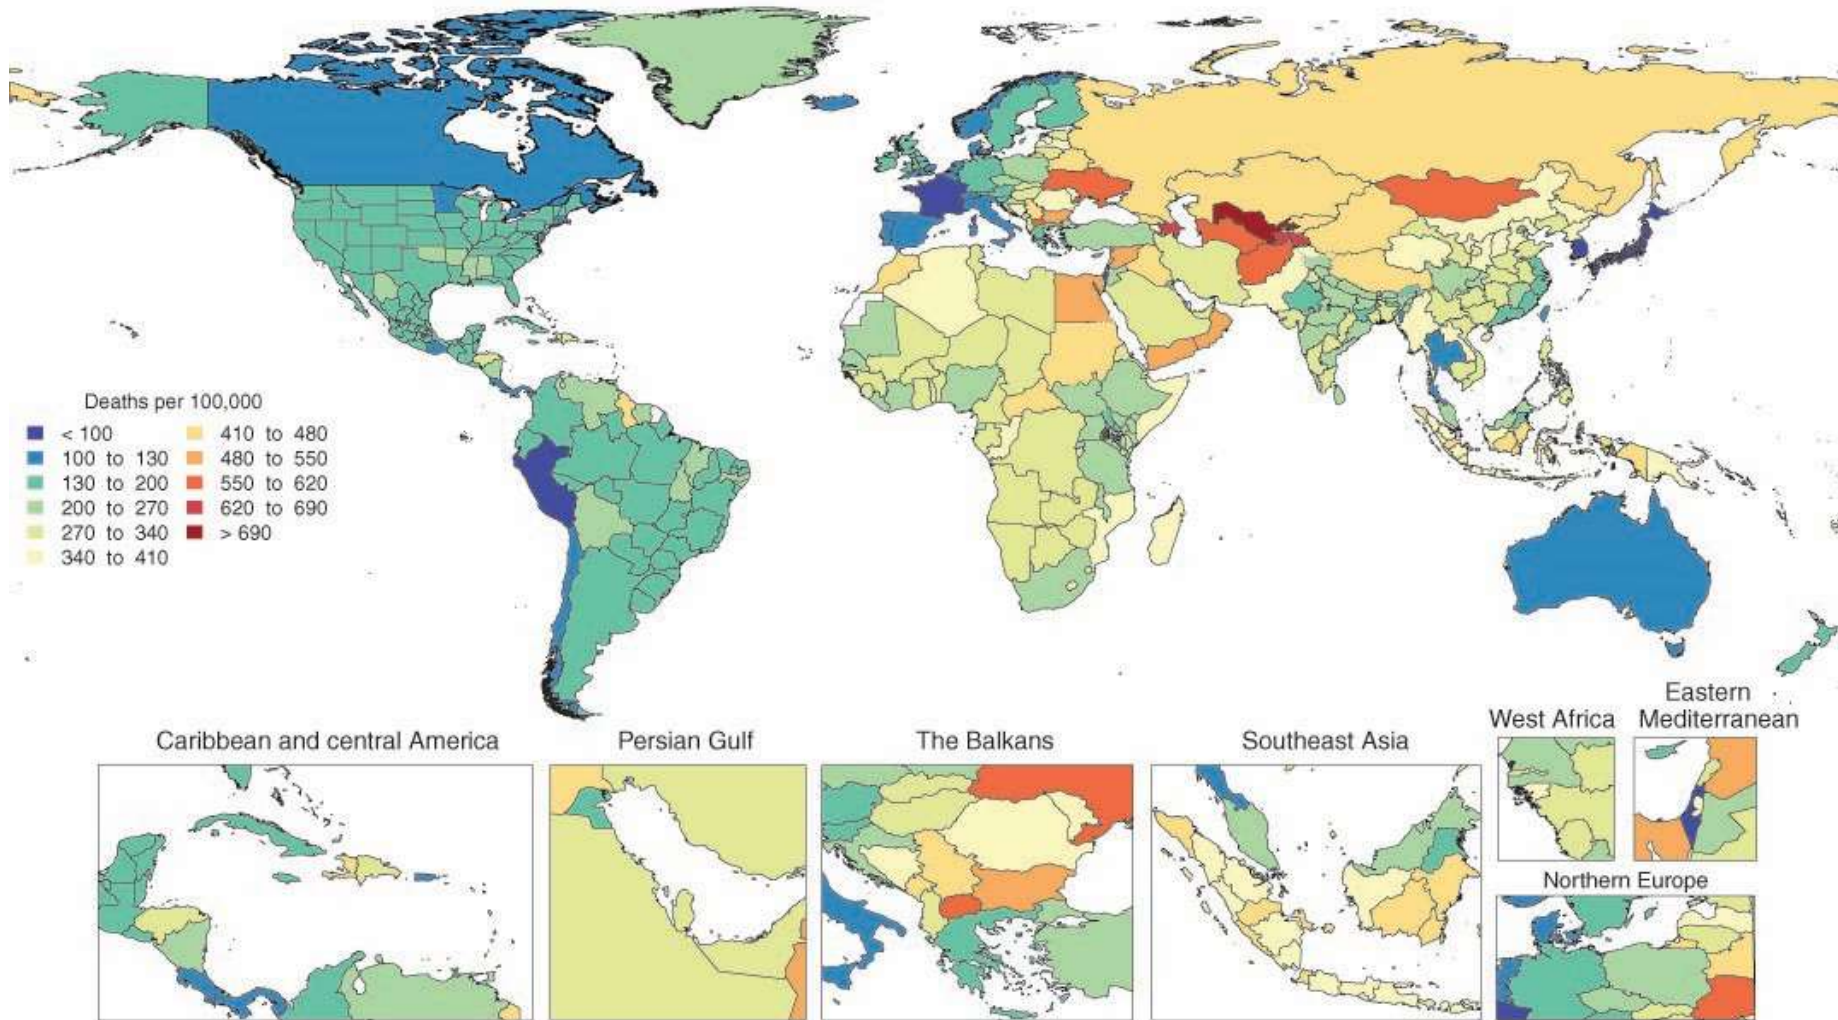 Deaths per 100,000
< 100
100 to 130
130 to 200
200 to 270
270 to 340
340 to 410
410 to 480
480 to 550
550 to 620
620 to 690
> 690
Caribbean and central America
Persian Gulf
The Balkans
Southeast Asia
West Africa
Eastern
Mediterranean
Northern Europe